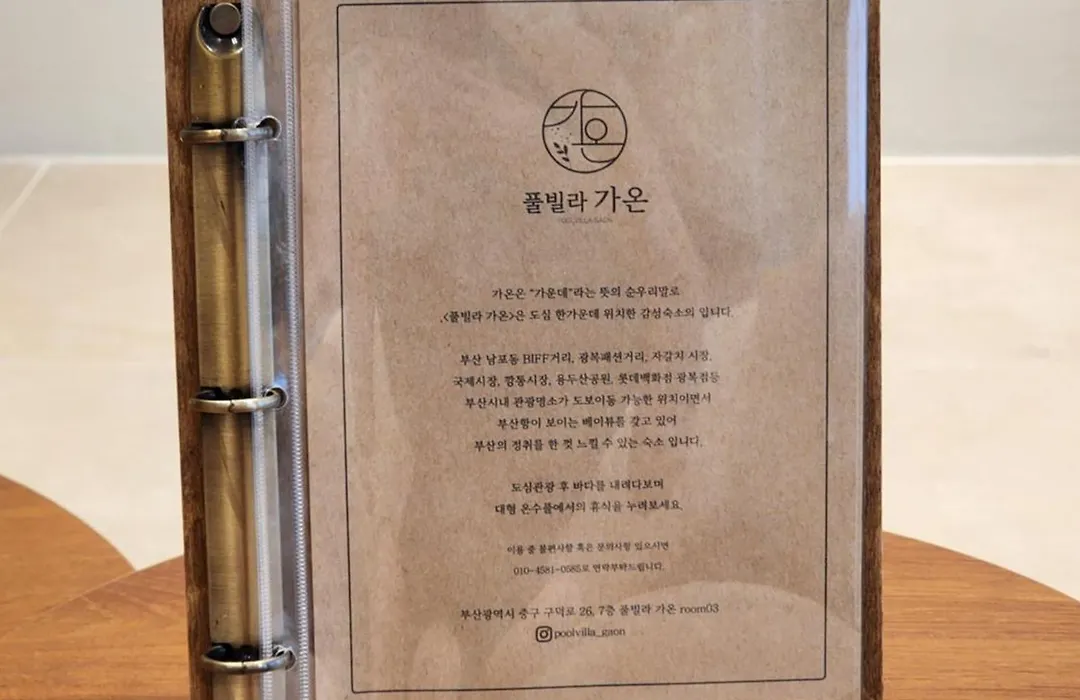 가온
풀빌라 가온
POOLVILLA GAON
가온은 "가운데"라는 뜻의 순우리말로
,<풀빌라 가온>은 도심 한가운데 위치한 감성숙소의 입니다.
부산 남포동 BIFF거리, 광복패션거리, 자갈치 시장,
국제시장, 깡통시장, 용두산공원, 롯데백화점 광복점등
부산시내 관광명소가 도보이동 가능한 위치이면서
부산항이 보이는 베이뷰를 갖고 있어
부산의 정취를 한 껏 느낄 수 있는 숙소 입니다.
도심관광 후 바다를 내려다보며
대형 온수풀에서의 휴식을 누려보세요.
이용 중 불편사항 혹은 문의사항 있으시면
010-4581-0585로 연락부탁드립니다.
부산광역시 중구 구덕로 26, 7층 풀빌라 가온 room03
poolvilla_gaon